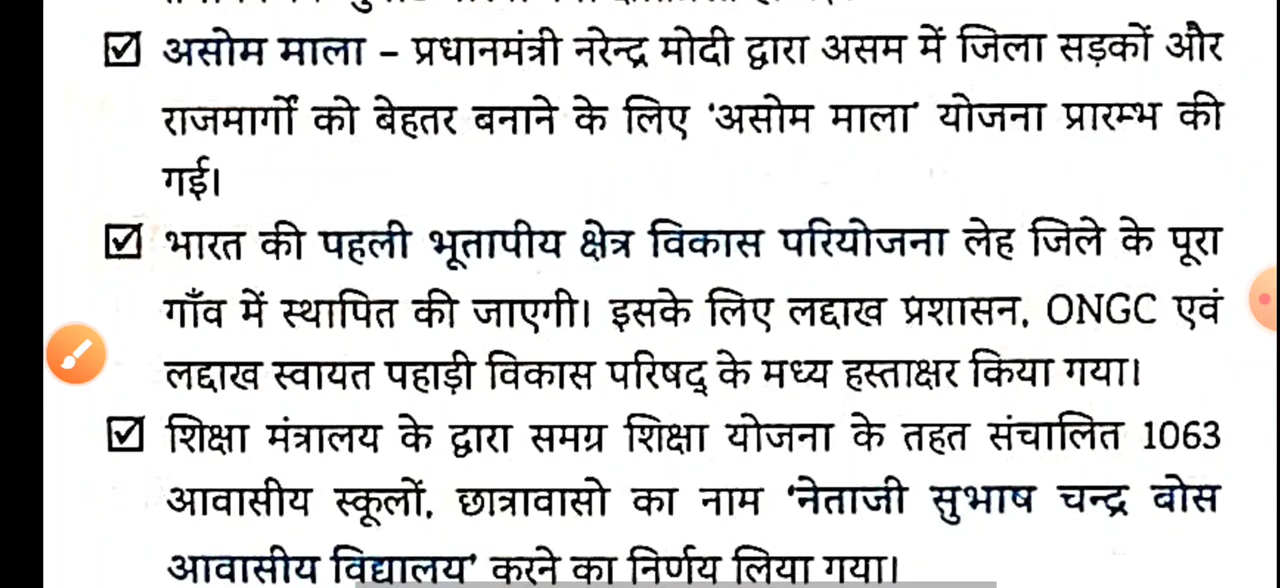 असोम माला – प्रधानमंत्री नरेन्द्र मोदी द्वारा असम में जिला सड़कों और
राजमार्गों को बेहतर बनाने के लिए 'असोम माला' योजना प्रारम्भ की
गई।
भारत की पहली भूतापीय क्षेत्र विकास परियोजना लेह जिले के पूरा
गाँव में स्थापित की जाएगी। इसके लिए लद्दाख प्रशासन, ONGC एवं
लद्दाख स्वायत पहाड़ी विकास परिषद् के मध्य हस्ताक्षर किया गया।
शिक्षा मंत्रालय के द्वारा समग्र शिक्षा योजना के तहत संचालित 1063
आवासीय स्कूलों, छात्रावासो का नाम 'नेताजी सुभाष चन्द्र बोस
आवासीय विद्यालय' करने का निर्णय लिया गया।